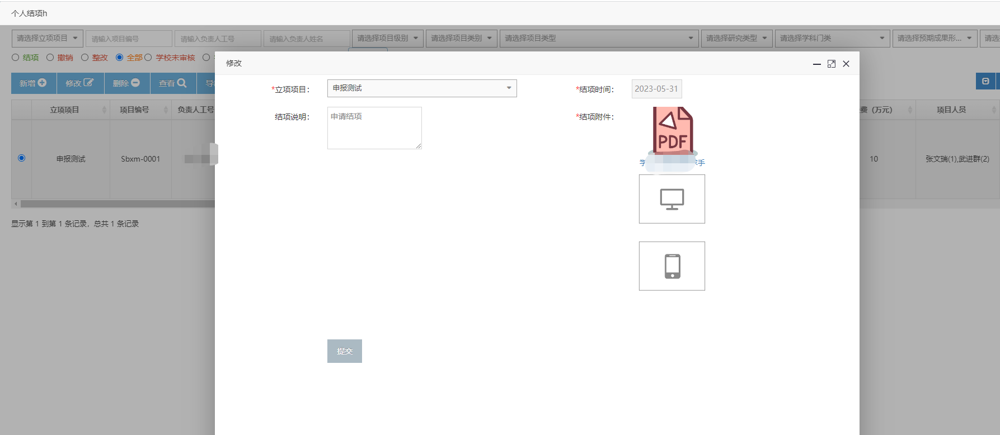 个人结项h
请选择立项项目 请输入项目编号 请输入负责人工号 请输入负责人姓名 请选择项目级别 请选择项目类别 请选择项目类型 请选择研究类型 请选择学科门类 请选择预期成果形... 请选
结项 撤销 整改 全部 学校未审核
修改
新增 修改 删除 查看 导
*立项项目: 申报测试 *结项时间: 2023-05-31
立项项目 项目编号 负责人工号 费（万元） 项目人员
结项说明: 申请结项 *结项附件:
PDF
申报测试 Sbxm-0001 10 张文瑞(1),武进群(2)
学 手
显示第 1 到第 1 条记录，总共 1 条记录
提交